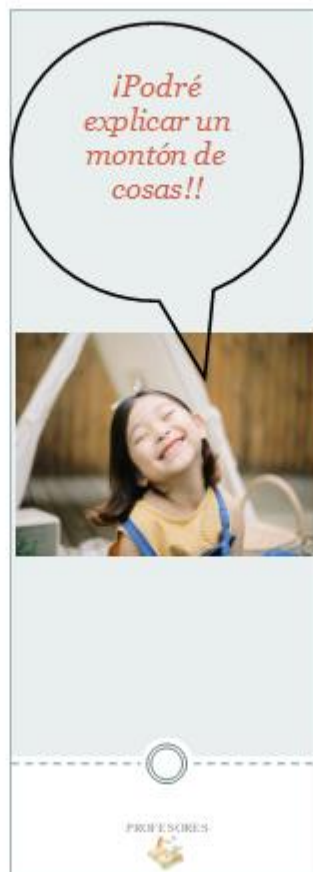 ¡Podré
explicar un
montón de
cosas!!
PROFESORES